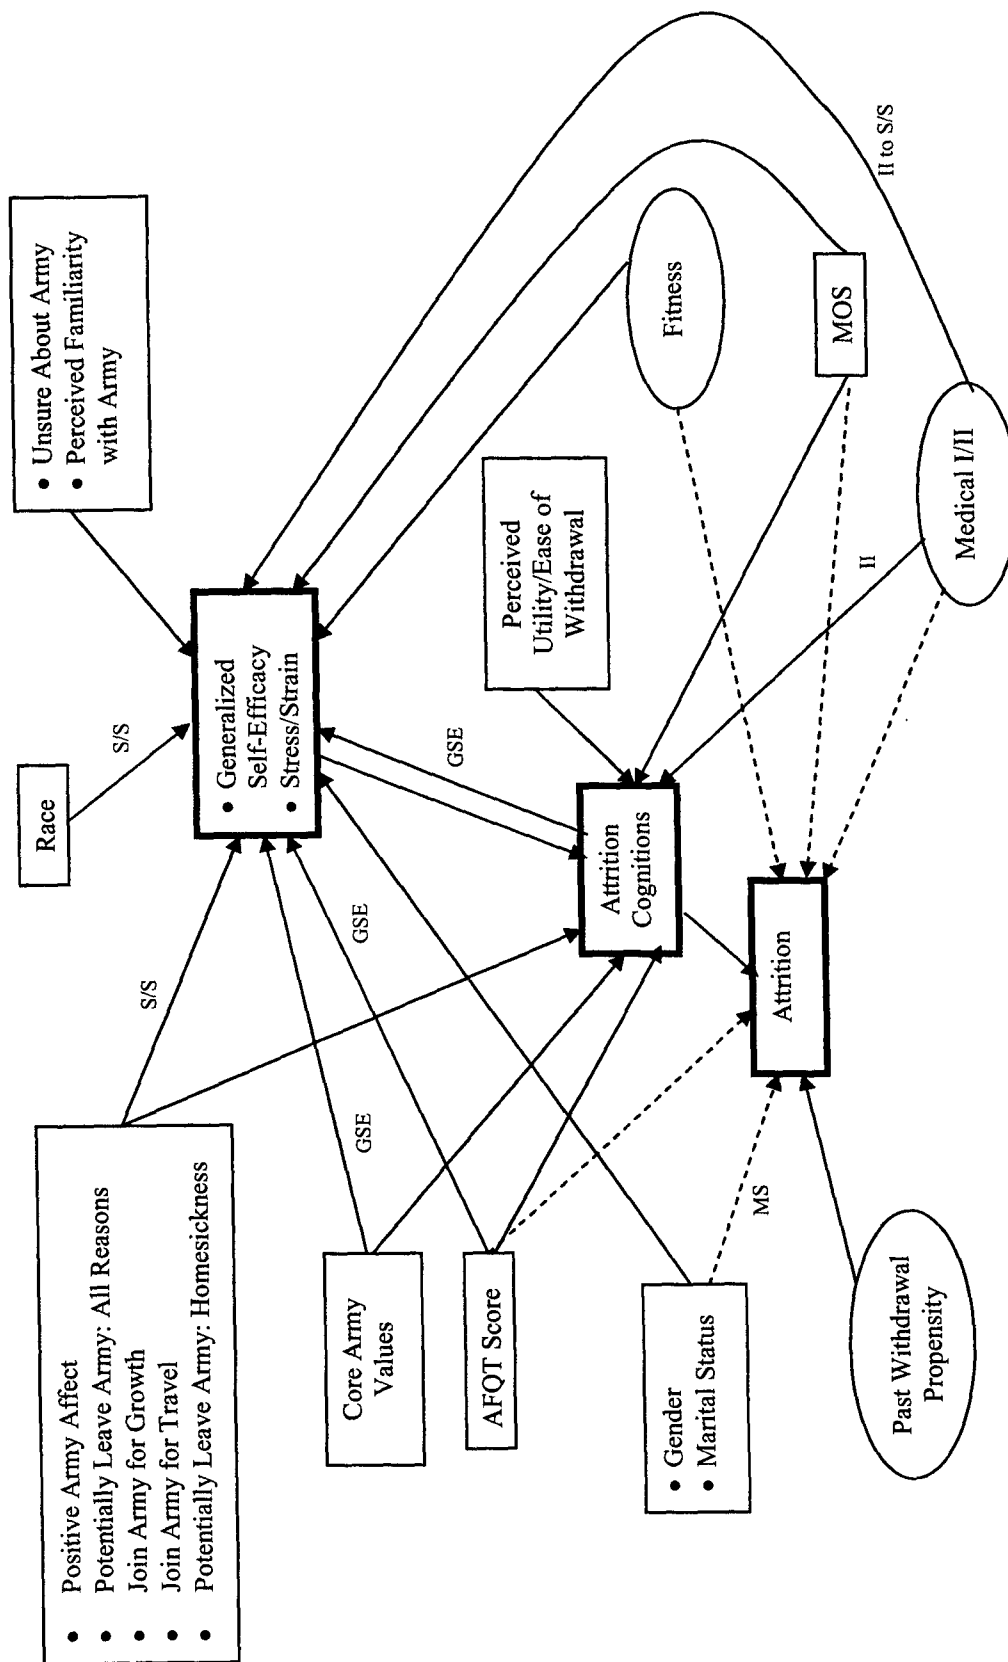 • Positive Army Affect
• Potentially Leave Army: All Reasons
• Join Army for Growth
• Join Army for Travel
• Potentially Leave Army: Homesickness
Race
• Unsure About Army
• Perceived Familiarity
with Army
S/S
S/S
• Generalized
Self-Efficacy
• Stress/Strain
GSE
GSE
GSE
Core Army
Values
AFQT Score
Perceived
Utility/Ease of
Withdrawal
Fitness
Attrition
Cognitions
II to S/S
• Gender
• Marital Status
MS
Attrition
II
MOS
Past Withdrawal
Propensity
Medical I/II